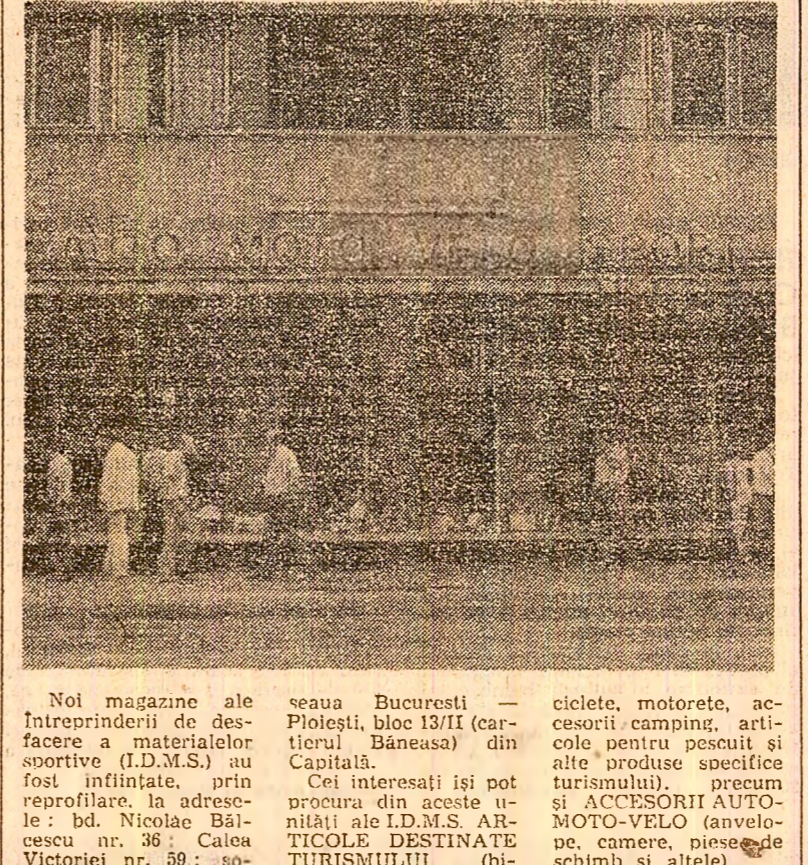 AUTO MOTO VELO SPORT
Noi magazine ale
Întreprinderii de des-
facere a materialelor
sportive (I.D.M.S.) au
fost înființate, prin
reprofilare, la adrese-
le : bd. Nicolae Băl-
cescu nr. 36 ; Calea
Victoriei nr. 59 ; șo-
seaua București —
Ploiești, bloc 13/II (car-
tierul Băneasa) din
Capitală.
Cei interesați își pot
procura din aceste u-
nități ale I.D.M.S. AR-
TICOLE DESTINATE
TURISMULUI (bi-
ciclete, motorete, ac-
cesorii camping, arti-
cole pentru pescuit și
alte produse specifice
turismului), precum
și ACCESORII AUTO-
MOTO-VELO (anvelo-
pe, camere, piese de
schimb și altele)